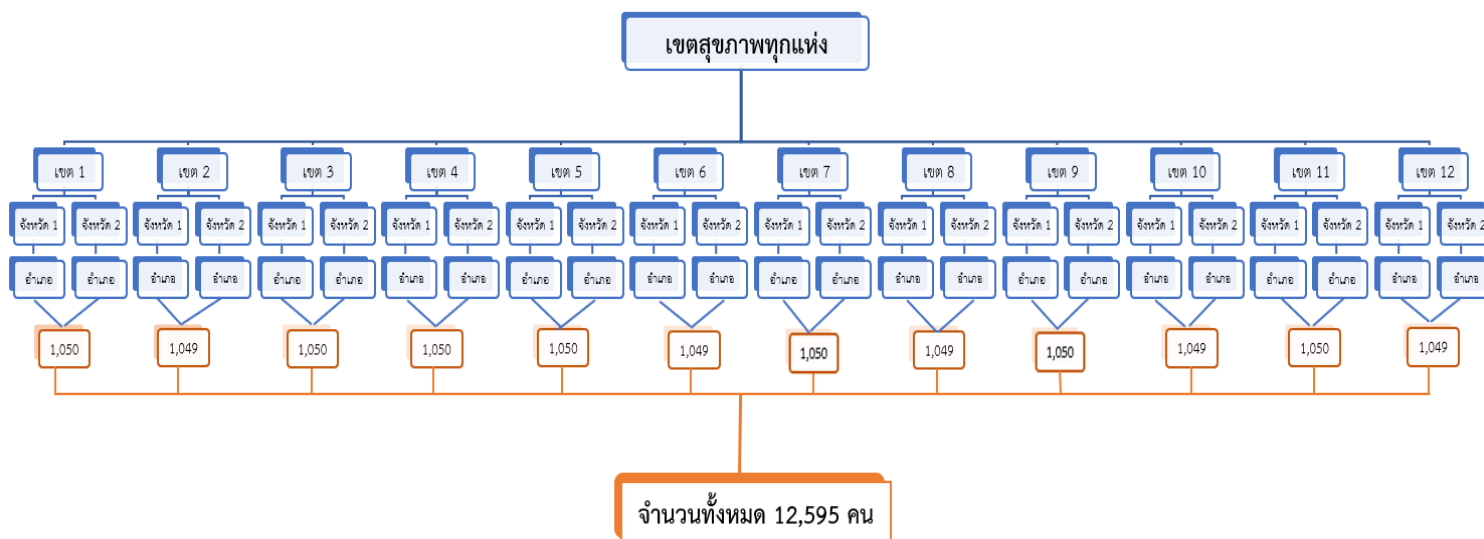 เขตสุขภาพทุกแห่ง
เขต 1 เขต 2 เขต 3 เขต 4 เขต 5 เขต 6 เขต 7 เขต 8 เขต 9 เขต 10 เขต 11 เขต 12
จังหวัด 1 จังหวัด 2 จังหวัด 1 จังหวัด 2 จังหวัด 1 จังหวัด 2 จังหวัด 1 จังหวัด 2 จังหวัด 1 จังหวัด 2 จังหวัด 1 จังหวัด 2 จังหวัด 1 จังหวัด 2 จังหวัด 1 จังหวัด 2 จังหวัด 1 จังหวัด 2 จังหวัด 1 จังหวัด 2 จังหวัด 1 จังหวัด 2 จังหวัด 1 จังหวัด 2
อำเภอ อำเภอ อำเภอ อำเภอ อำเภอ อำเภอ อำเภอ อำเภอ อำเภอ อำเภอ อำเภอ อำเภอ อำเภอ อำเภอ อำเภอ อำเภอ อำเภอ อำเภอ อำเภอ อำเภอ อำเภอ อำเภอ อำเภอ อำเภอ
1,050 1,049 1,050 1,050 1,050 1,049 1,050 1,049 1,050 1,049 1,050 1,049
จำนวนทั้งหมด 12,595 คน